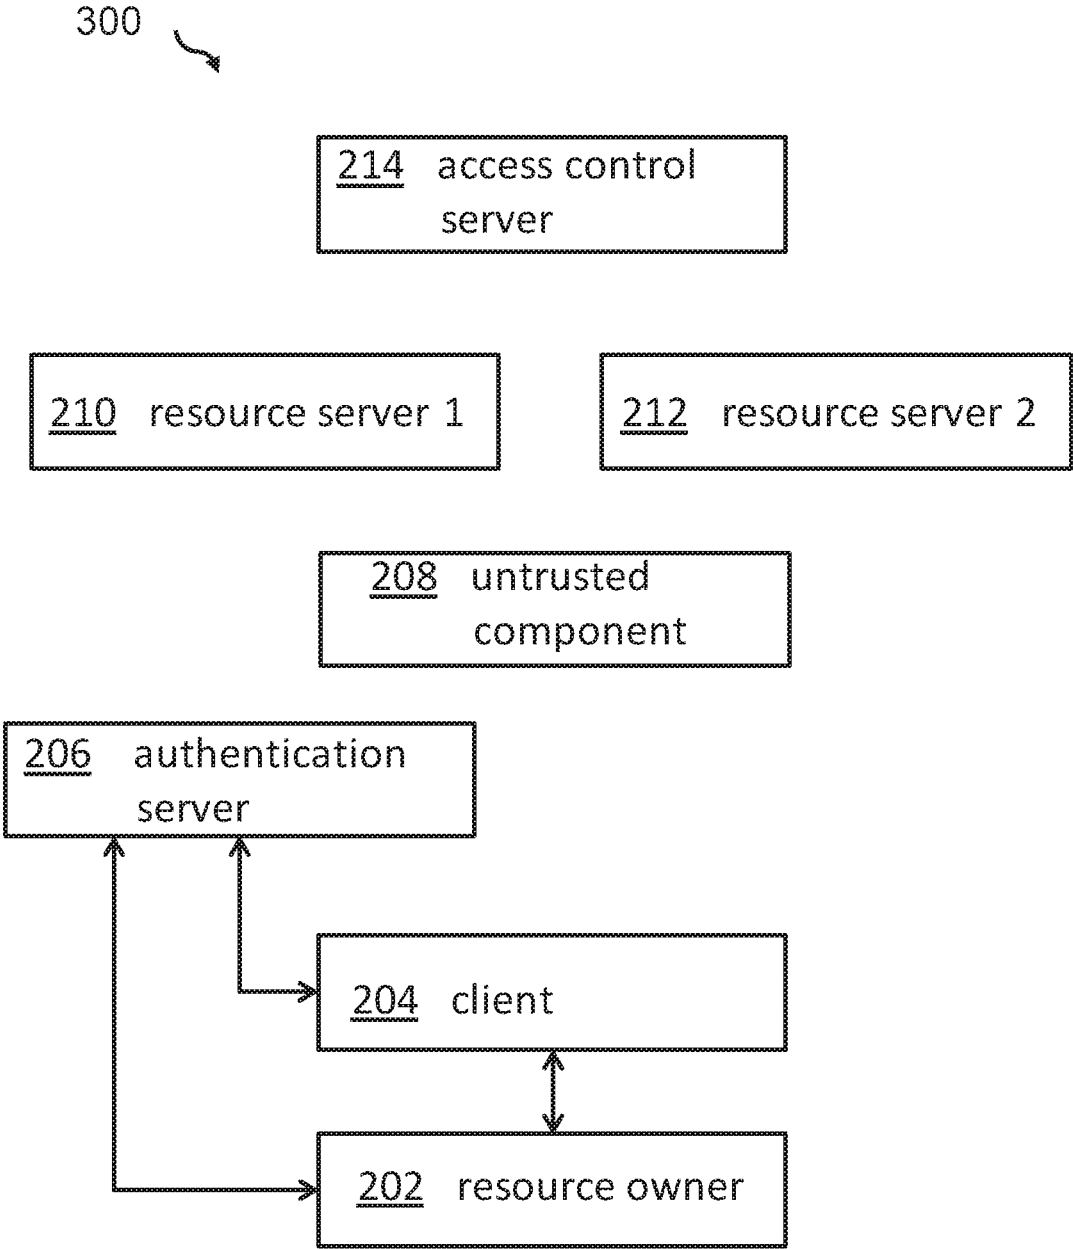 300
214 access control
server
210 resource server 1
212 resource server 2
208 untrusted
component
206 authentication
server
204 client
202 resource owner